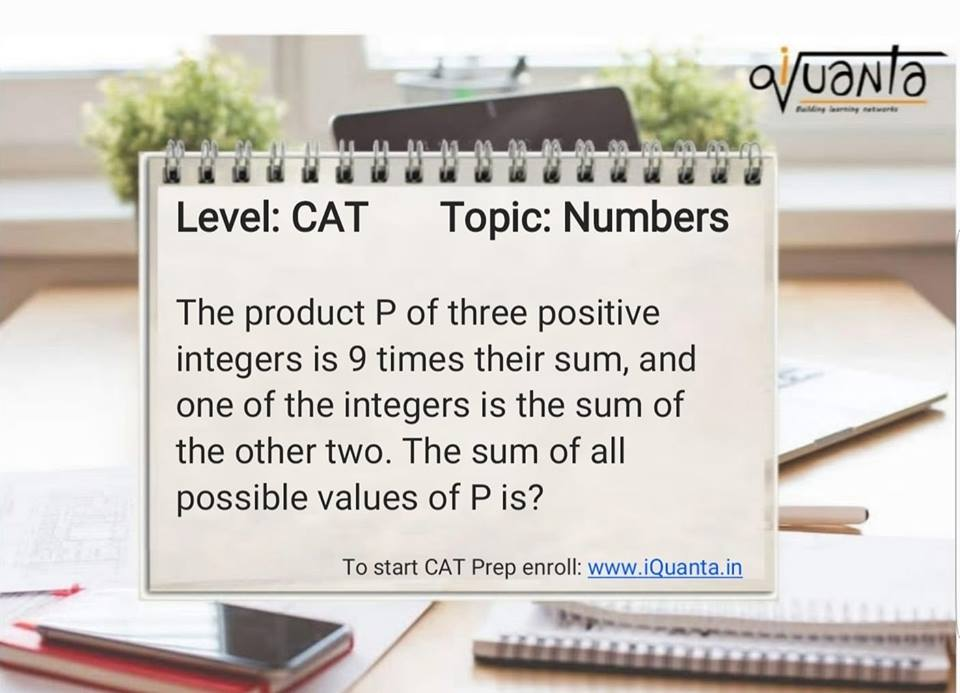 aiQuanta
Building learning networks
Level: CAT Topic: Numbers
The product P of three positive
integers is 9 times their sum, and
one of the integers is the sum of
the other two. The sum of all
possible values of P is?
To start CAT Prep enroll: www.iQuanta.in